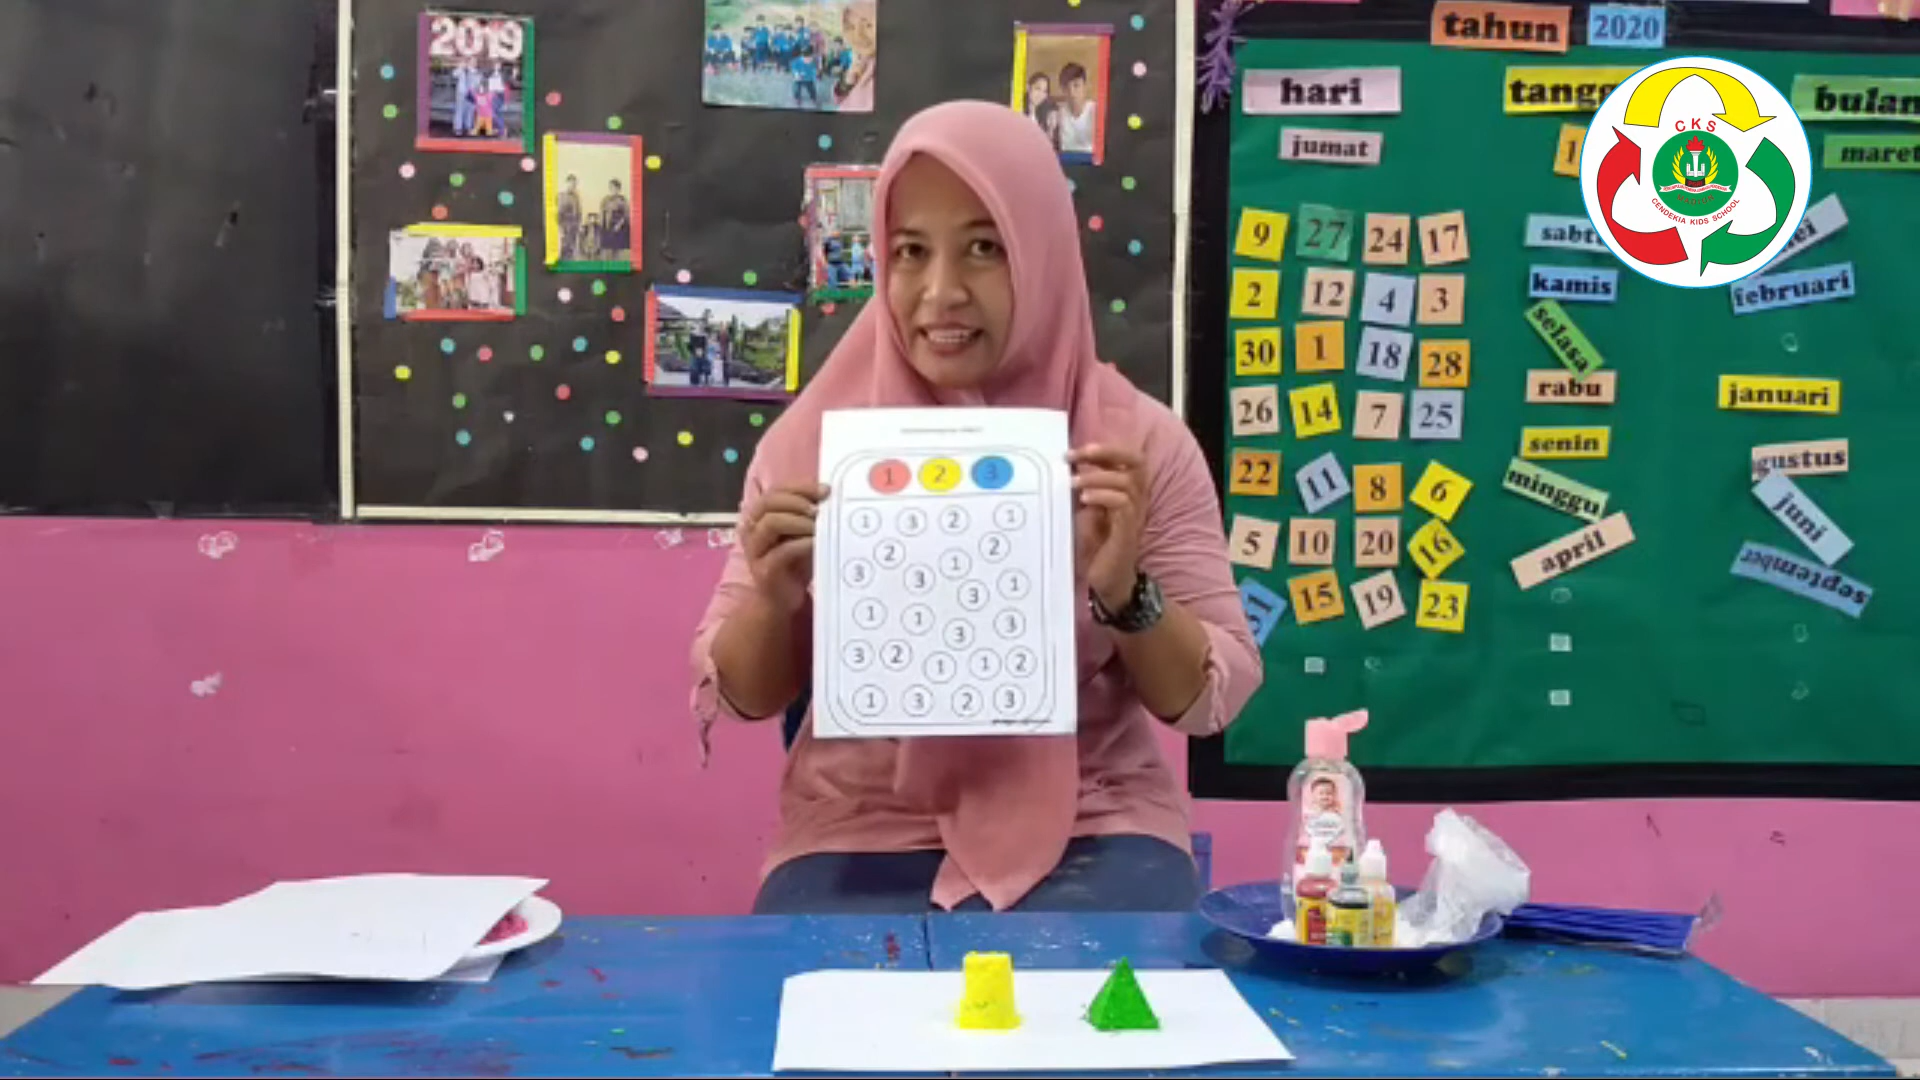 2019
tahun 2020
hari
bulan
jumat
maret
CKS
CENDEKIA KIDS SCHOOL
9 27 24 17
2 12 4 3
30 1 18 28
26 14 7 25
22 11 8 6
5 10 20 16
31 15 19 23
kamis
selasa
rabu
senin
minggu
april
februari
januari
gustus
juni
september
1 2 3
1 3 2 1
2 2
3 3 1
3 1
1 1 3 3
3 2 1 1 2
1 3 2 3